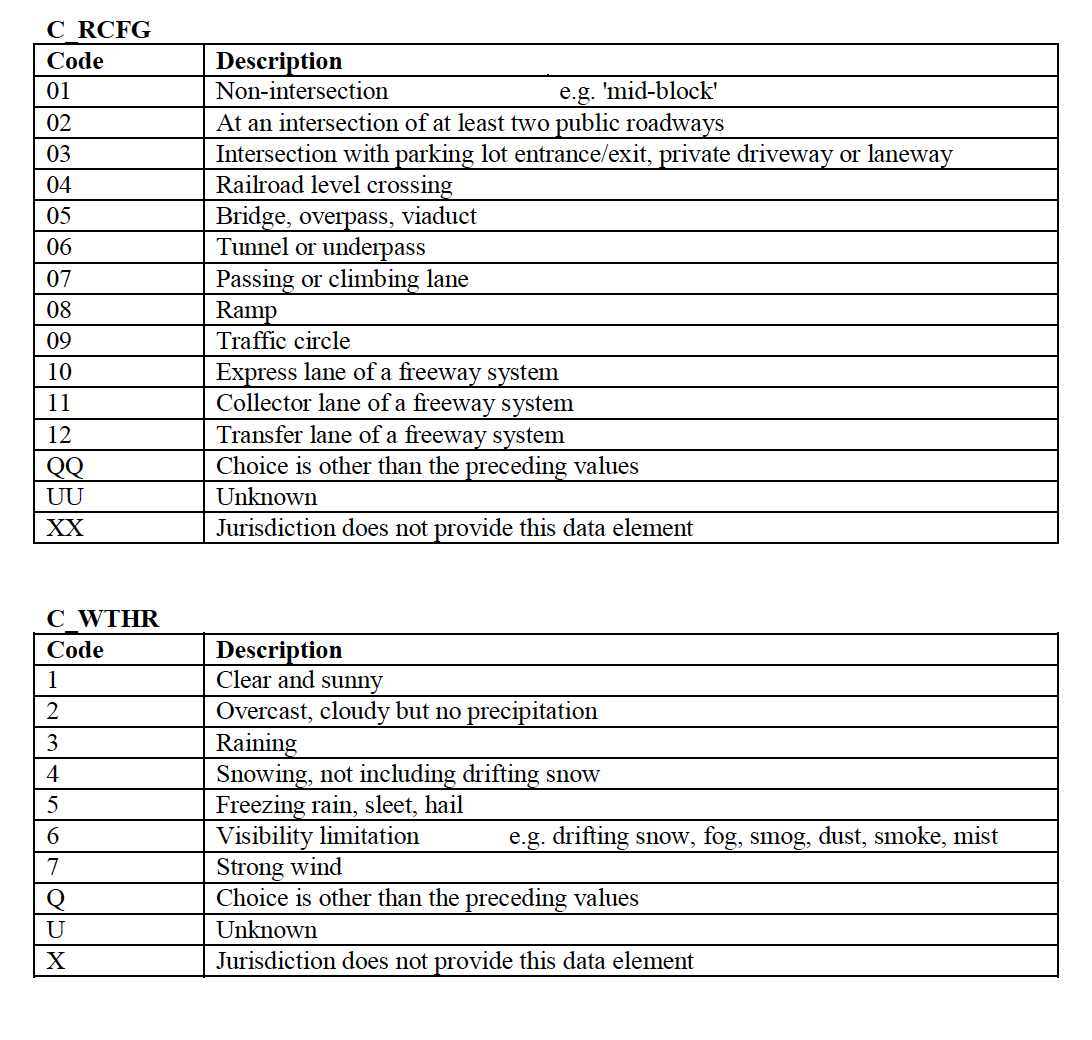 C_RCFG
Code Description
01 Non-intersection e.g. 'mid-block'
02 At an intersection of at least two public roadways
03 Intersection with parking lot entrance/exit, private driveway or laneway
04 Railroad level crossing
05 Bridge, overpass, viaduct
06 Tunnel or underpass
07 Passing or climbing lane
08 Ramp
09 Traffic circle
10 Express lane of a freeway system
11 Collector lane of a freeway system
12 Transfer lane of a freeway system
QQ Choice is other than the preceding values
UU Unknown
XX Jurisdiction does not provide this data element
C_WTHR
Code Description
1 Clear and sunny
2 Overcast, cloudy but no precipitation
3 Raining
4 Snowing, not including drifting snow
5 Freezing rain, sleet, hail
6 Visibility limitation e.g. drifting snow, fog, smog, dust, smoke, mist
7 Strong wind
Q Choice is other than the preceding values
U Unknown
X Jurisdiction does not provide this data element